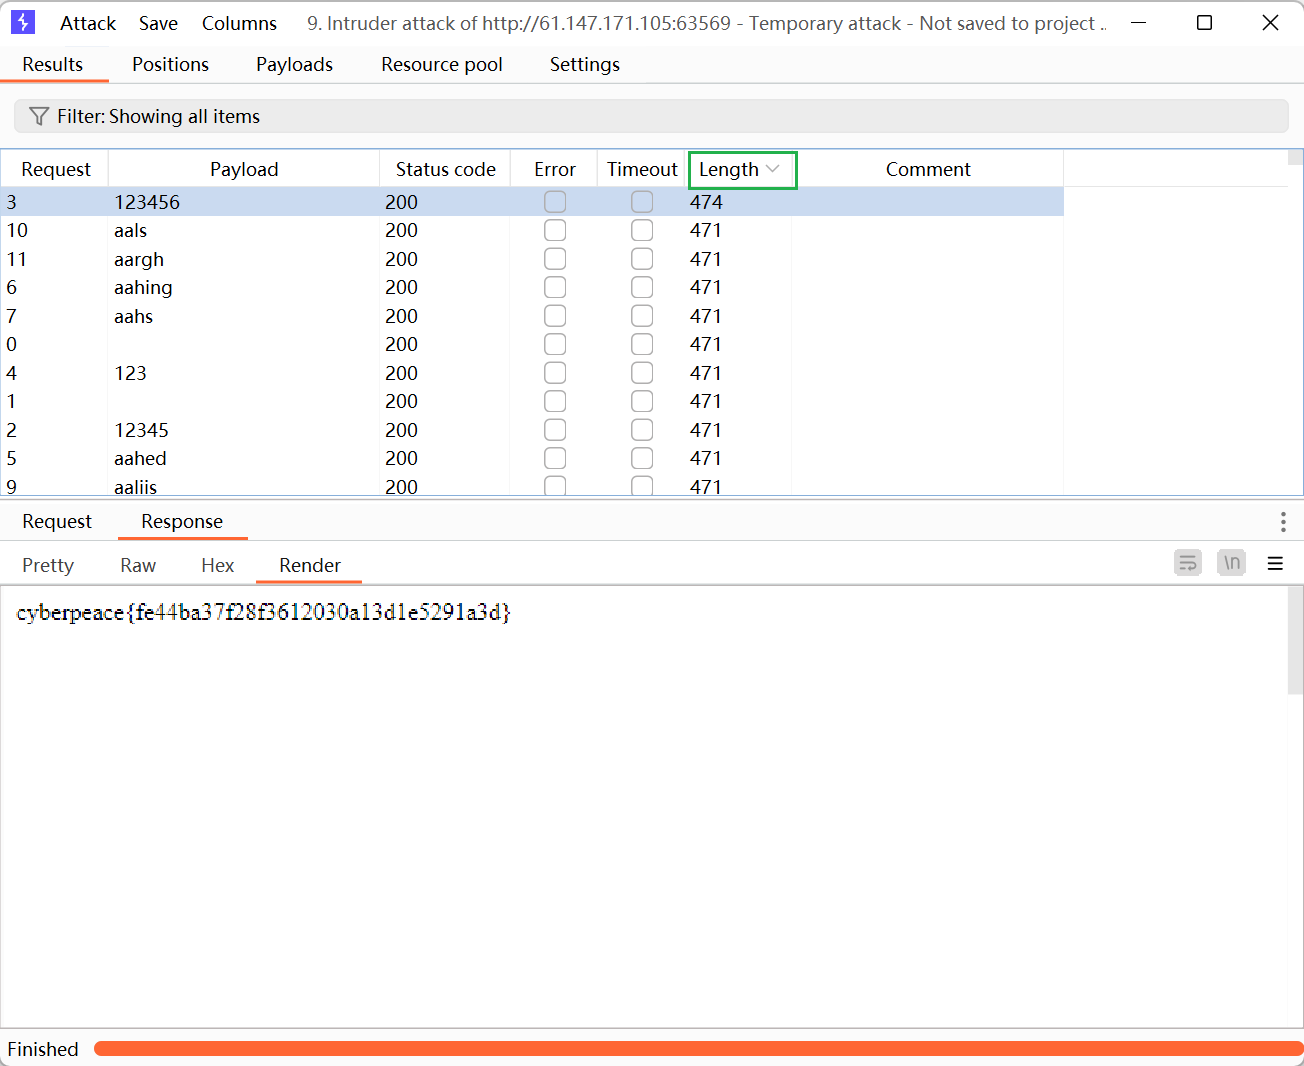 Attack Save Columns 9. Intruder attack of http://61.147.171.105:63569 - Temporary attack - Not saved to project ..
Results Positions Payloads Resource pool Settings
Filter: Showing all items
Request Payload Status code Error Timeout Length Comment
3 123456 200 474
10 aals 200 471
11 aargh 200 471
6 aahing 200 471
7 aahs 200 471
0 200 471
4 123 200 471
1 200 471
2 12345 200 471
5 aahed 200 471
9 aaliis 200 471
Request Response
Pretty Raw Hex Render \n
cyberpeace{fe44ba37f28f3612030a13d1e5291a3d}
Finished